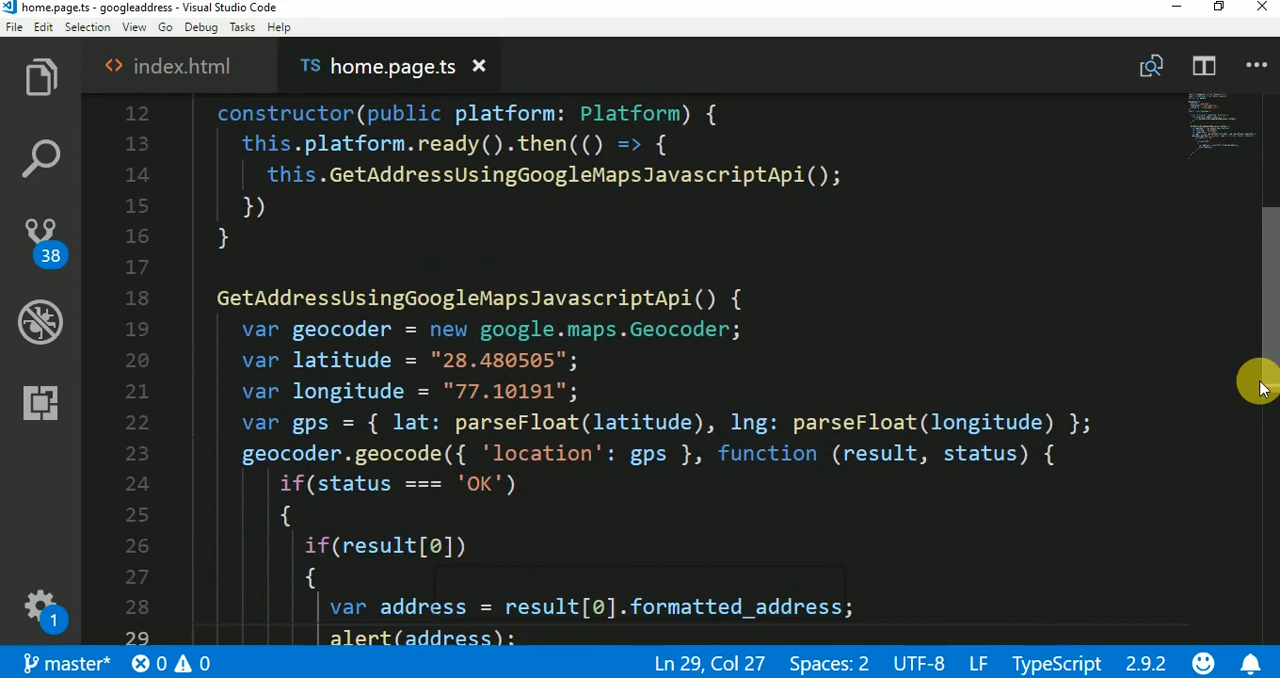 home.page.ts - googleaddress - Visual Studio Code
File Edit Selection View Go Debug Tasks Help
<> index.html TS home.page.ts ×
12 constructor(public platform: Platform) {
13 this.platform.ready().then(() => {
14 this.GetAddressUsingGoogleMapsJavascriptApi();
15 })
16 }
17
18 GetAddressUsingGoogleMapsJavascriptApi() {
19 var geocoder = new google.maps.Geocoder;
20 var latitude = "28.480505";
21 var longitude = "77.10191";
22 var gps = { lat: parseFloat(latitude), lng: parseFloat(longitude) };
23 geocoder.geocode({ 'location': gps }, function (result, status) {
24 if(status === 'OK')
25 {
26 if(result[0])
27 {
28 var address = result[0].formatted_address;
29 alert(address);
38
1
master* 0 0 Ln 29, Col 27 Spaces: 2 UTF-8 LF TypeScript 2.9.2